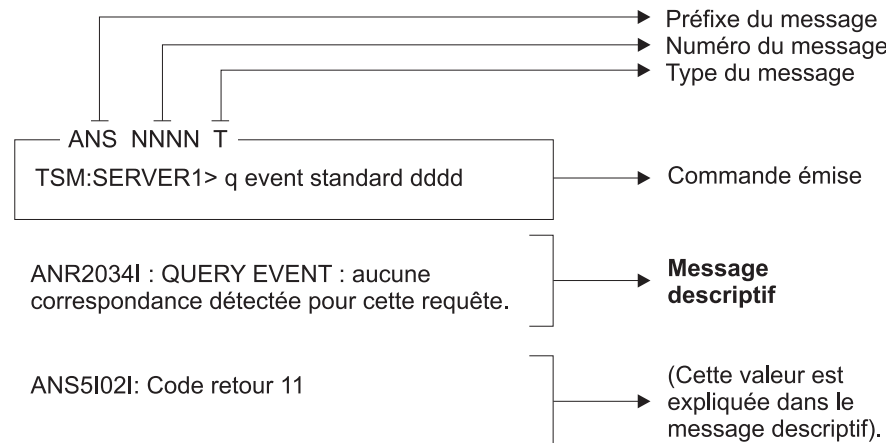 Préfixe du message
Numéro du message
Type du message
ANS NNNN T
TSM:SERVER1> q event standard dddd
Commande émise
ANR2034I : QUERY EVENT : aucune
correspondance détectée pour cette requête.
Message
descriptif
ANS5I02I: Code retour 11
(Cette valeur est
expliquée dans le
message descriptif).